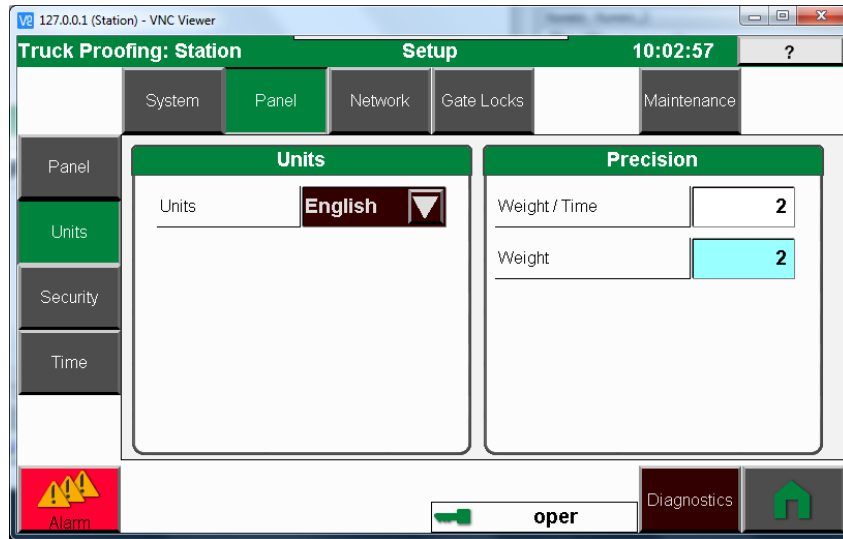 127.0.0.1 (Station) - VNC Viewer
Truck Proofing: Station Setup 10:02:57 ?
System Panel Network Gate Locks Maintenance
Panel
Units
Security
Time
Units
Units English
Precision
Weight / Time 2
Weight 2
Alarm
oper
Diagnostics